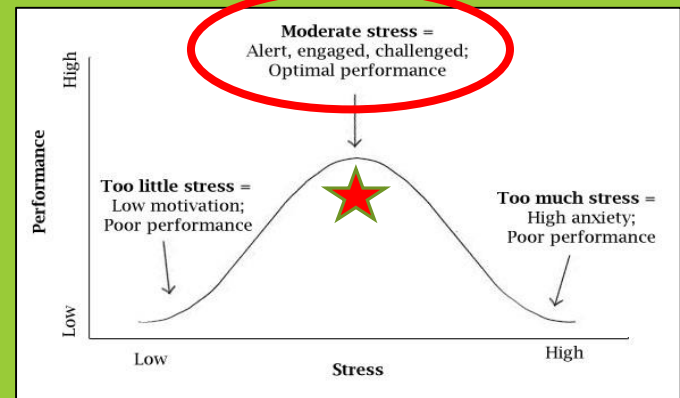 Moderate stress =
Alert, engaged, challenged;
Optimal performance
High
Performance
Too little stress =
Low motivation;
Poor performance
Too much stress =
High anxiety;
Poor performance
Low
Low
High
Stress